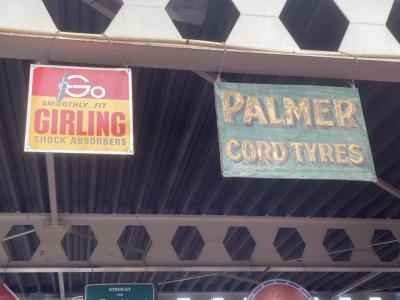 Go
SMOOTHLY...FIT
GIRLING
SHOCK ABSORBERS
PALMER
CORD TYRES
STOCKIST